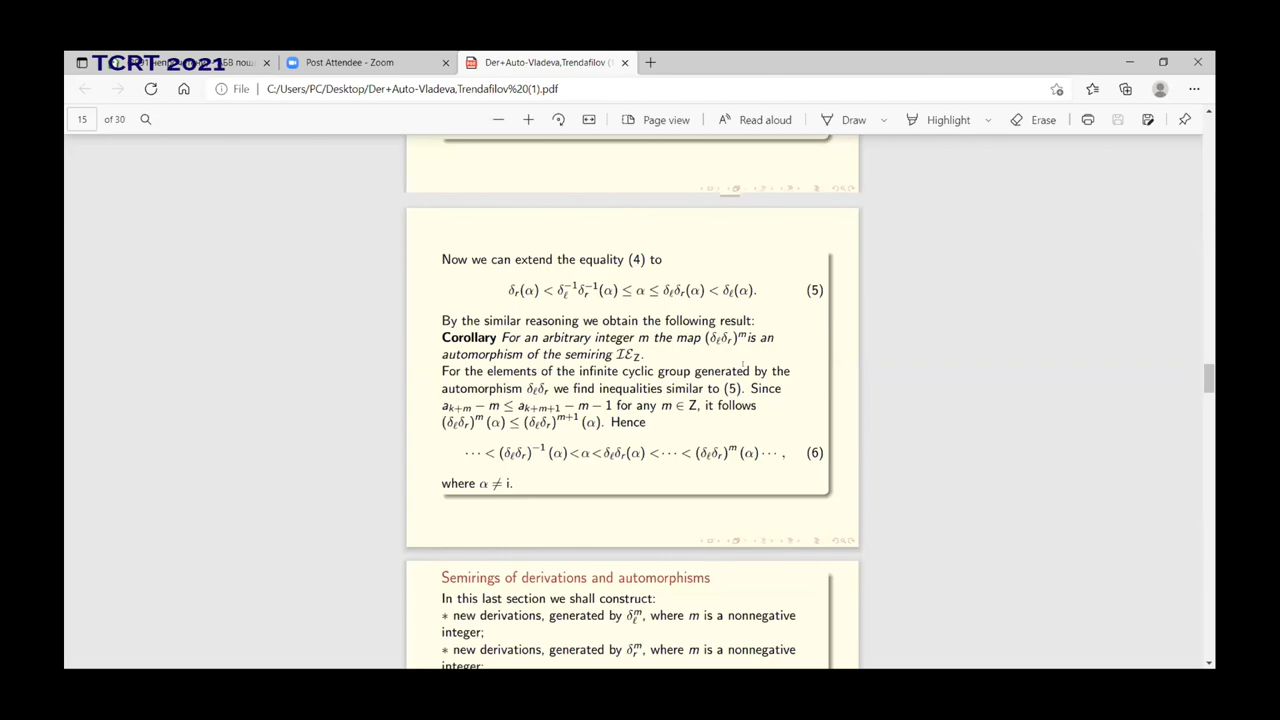 TCRT 2021
Post Attendee - Zoom
Der+Auto-Vladeva,Trendafilov (1
File C:/Users/PC/Desktop/Der+Auto-Vladeva,Trendafilov%20(1).pdf
15 of 30 Page view Read aloud Draw Highlight Erase
Now we can extend the equality (4) to
δᵣ(α) < δℓ⁻¹δᵣ⁻¹(α) ≤ α ≤ δℓδᵣ(α) < δℓ(α). (5)
By the similar reasoning we obtain the following result:
Corollary For an arbitrary integer m the map (δℓδᵣ)ᵐis an
automorphism of the semiring ℐℰ_Z.
For the elements of the infinite cyclic group generated by the
automorphism δℓδᵣ we find inequalities similar to (5). Since
aₖ₊ₘ − m ≤ aₖ₊ₘ₊₁ − m − 1 for any m ∈ Z, it follows
(δℓδᵣ)ᵐ (α) ≤ (δℓδᵣ)ᵐ⁺¹ (α). Hence
⋯ < (δℓδᵣ)⁻¹ (α) < α < δℓδᵣ(α) < ⋯ < (δℓδᵣ)ᵐ (α) ⋯ , (6)
where α ≠ i.
Semirings of derivations and automorphisms
In this last section we shall construct:
∗ new derivations, generated by δℓᵐ, where m is a nonnegative
integer;
∗ new derivations, generated by δᵣᵐ, where m is a nonnegative
integer;